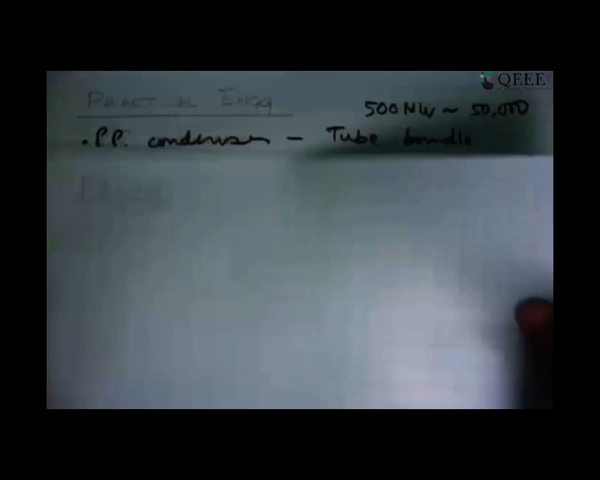 QEEE
PRACTICAL ENGG
500 MW ~ 50,000
• P.P. condenser - Tube bundle